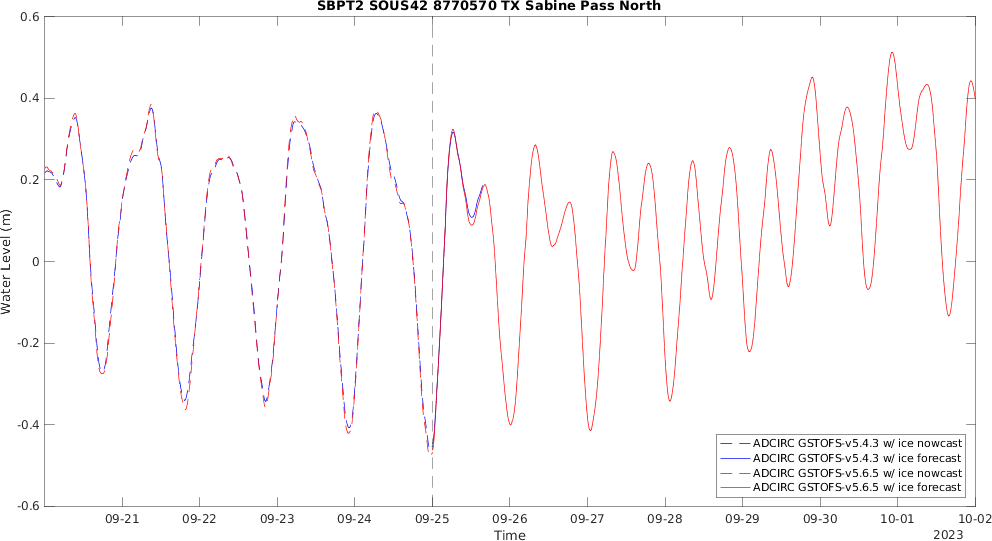 SBPT2 SOUS42 8770570 TX Sabine Pass North
0.6
0.4
0.2
0
-0.2
-0.4
-0.6
Water Level (m)
ADCIRC GSTOFS-v5.4.3 w/ ice nowcast
ADCIRC GSTOFS-v5.4.3 w/ ice forecast
ADCIRC GSTOFS-v5.6.5 w/ ice nowcast
ADCIRC GSTOFS-v5.6.5 w/ ice forecast
09-21 09-22 09-23 09-24 09-25 09-26 09-27 09-28 09-29 09-30 10-01 10-02
Time
2023